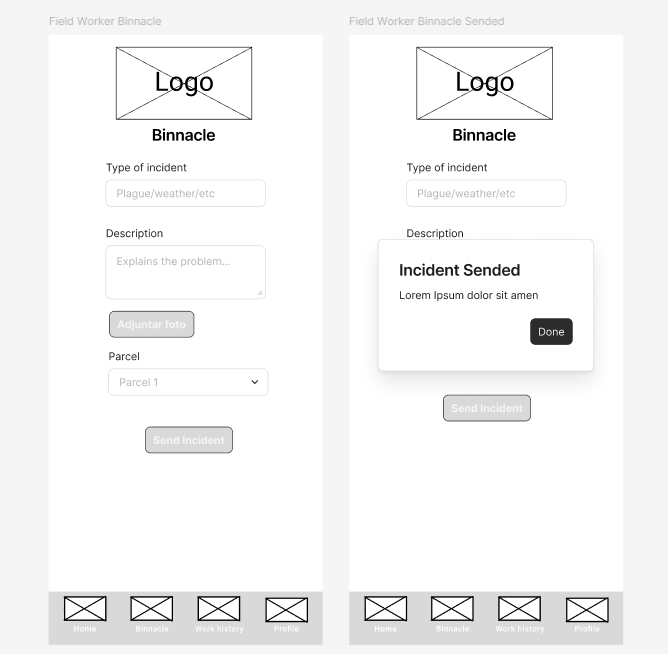 Field Worker Binnacle
Logo
Binnacle
Type of incident
Plague/weather/etc
Description
Explains the problem...
Adjuntar foto
Parcel
Parcel 1
Send Incident
Home
Binnacle
Work history
Profile
Field Worker Binnacle Sended
Logo
Binnacle
Type of incident
Plague/weather/etc
Description
Incident Sended
Lorem Ipsum dolor sit amen
Done
Send Incident
Home
Binnacle
Work history
Profile